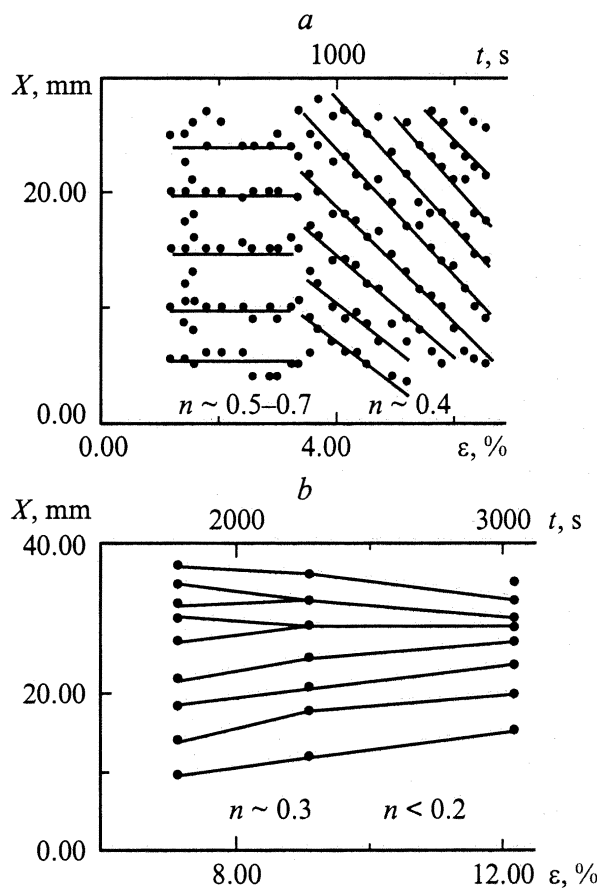 a
1000 t, s
X, mm
20.00
0.00
n ~ 0.5–0.7 n ~ 0.4
0.00 4.00 ε, %
b
X, mm 2000 3000 t, s
40.00
20.00
n ~ 0.3 n < 0.2
0.00
8.00 12.00 ε, %